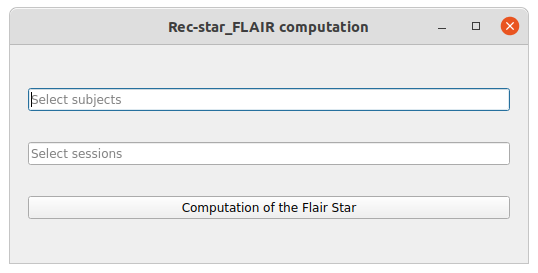 Rec-star_FLAIR computation
Select subjects
Select sessions
Computation of the Flair Star